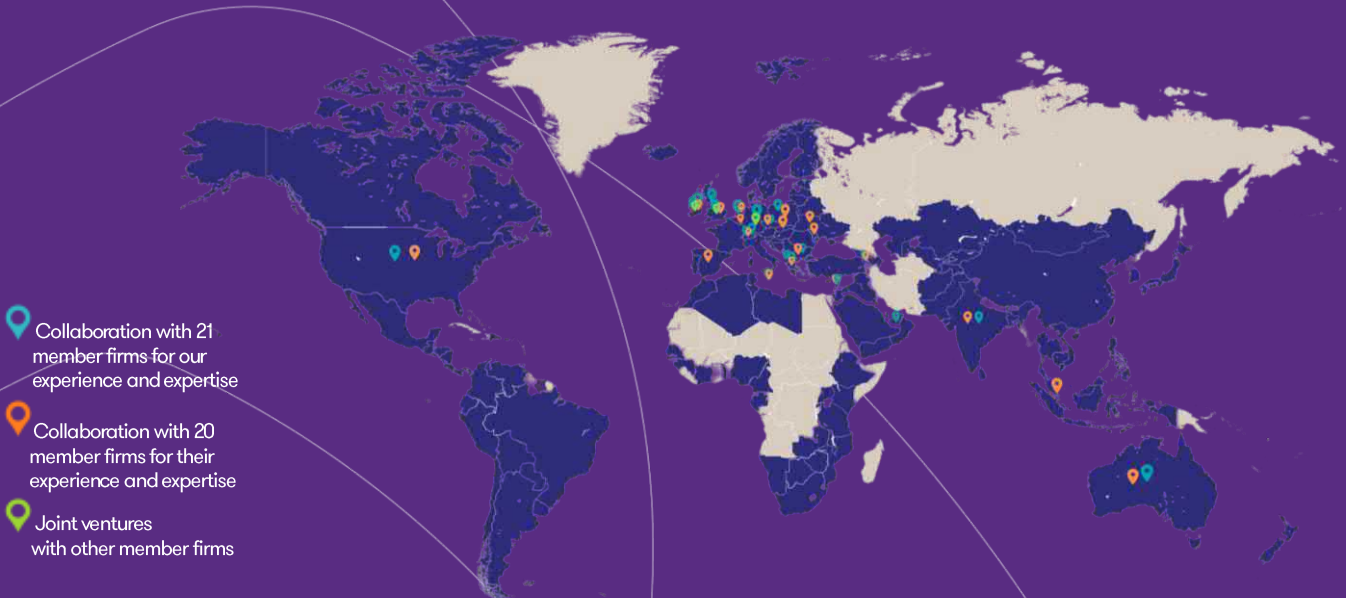 Collaboration with 21
member firms for our
experience and expertise
Collaboration with 20
member firms for their
experience and expertise
Joint ventures
with other member firms